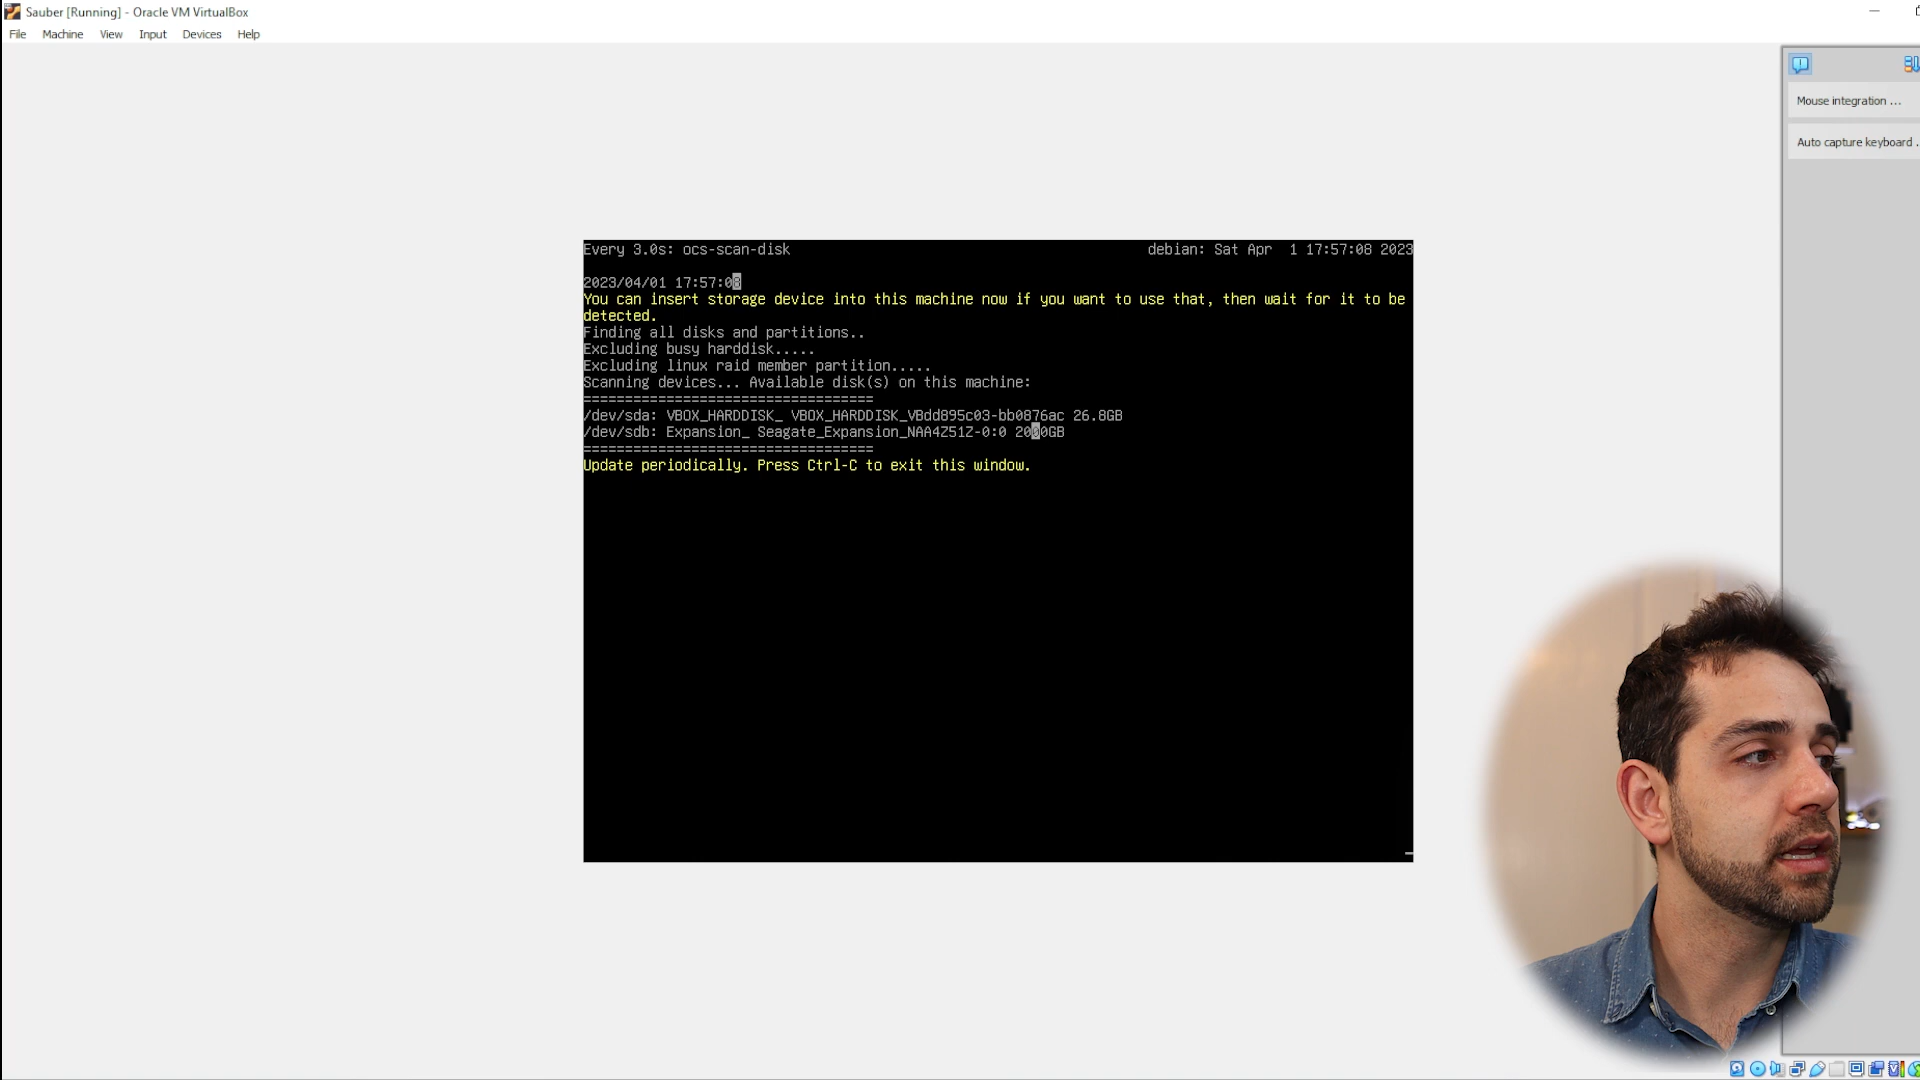 Sauber [Running] - Oracle VM VirtualBox
File Machine View Input Devices Help
Mouse integration ...
Auto capture keyboard .
Every 3.0s: ocs-scan-disk debian: Sat Apr 1 17:57:08 2023
2023/04/01 17:57:08
You can insert storage device into this machine now if you want to use that, then wait for it to be
detected.
Finding all disks and partitions..
Excluding busy harddisk.....
Excluding linux raid member partition.....
Scanning devices... Available disk(s) on this machine:
===================================
/dev/sda: VBOX_HARDDISK_ VBOX_HARDDISK_VBdd895c03-bb0876ac 26.8GB
/dev/sdb: Expansion_ Seagate_Expansion_NAA4Z51Z-0:0 2000GB
===================================
Update periodically. Press Ctrl-C to exit this window.